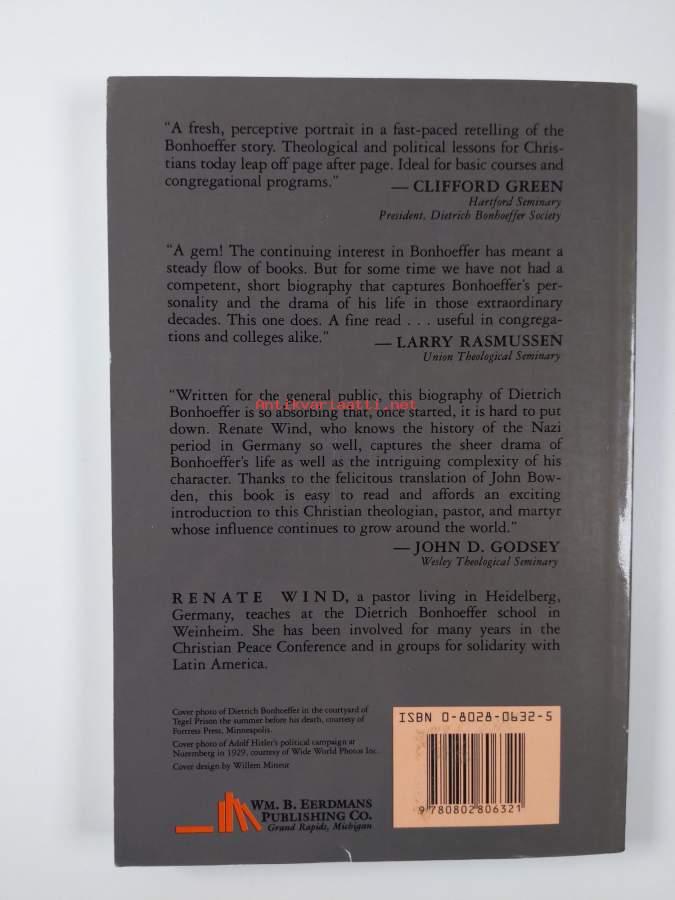 “A fresh, perceptive portrait in a fast-paced retelling of the
Bonhoeffer story. Theological and political lessons for Chris-
tians today leap off page after page. Ideal for basic courses and
congregational programs.”
— CLIFFORD GREEN
Hartford Seminary
President, Dietrich Bonhoeffer Society
“A gem! The continuing interest in Bonhoeffer has meant a
steady flow of books. But for some time we have not had a
competent, short biography that captures Bonhoeffer's per-
sonality and the drama of his life in those extraordinary
decades. This one does. A fine read . . . useful in congrega-
tions and colleges alike.”
— LARRY RASMUSSEN
Union Theological Seminary
“Written for the general public, this biography of Dietrich
Antikvariaatti.net
Bonhoeffer is so absorbing that, once started, it is hard to put
down. Renate Wind, who knows the history of the Nazi
period in Germany so well, captures the sheer drama of
Bonhoeffer's life as well as the intriguing complexity of his
character. Thanks to the felicitous translation of John Bow-
den, this book is easy to read and affords an exciting
introduction to this Christian theologian, pastor, and martyr
whose influence continues to grow around the world.”
— JOHN D. GODSEY
Wesley Theological Seminary
RENATE WIND, a pastor living in Heidelberg,
Germany, teaches at the Dietrich Bonhoeffer school in
Weinheim. She has been involved for many years in the
Christian Peace Conference and in groups for solidarity with
Latin America.
Cover photo of Dietrich Bonhoeffer in the courtyard of
Tegel Prison the summer before his death, courtesy of
Fortress Press, Minneapolis.
Cover photo of Adolf Hitler's political campaign at
Nuremberg in 1929, courtesy of Wide World Photos Inc.
Cover design by Willem Mineur
WM. B. EERDMANS
PUBLISHING CO.
Grand Rapids, Michigan
ISBN 0-8028-0632-5
9 780802 806321